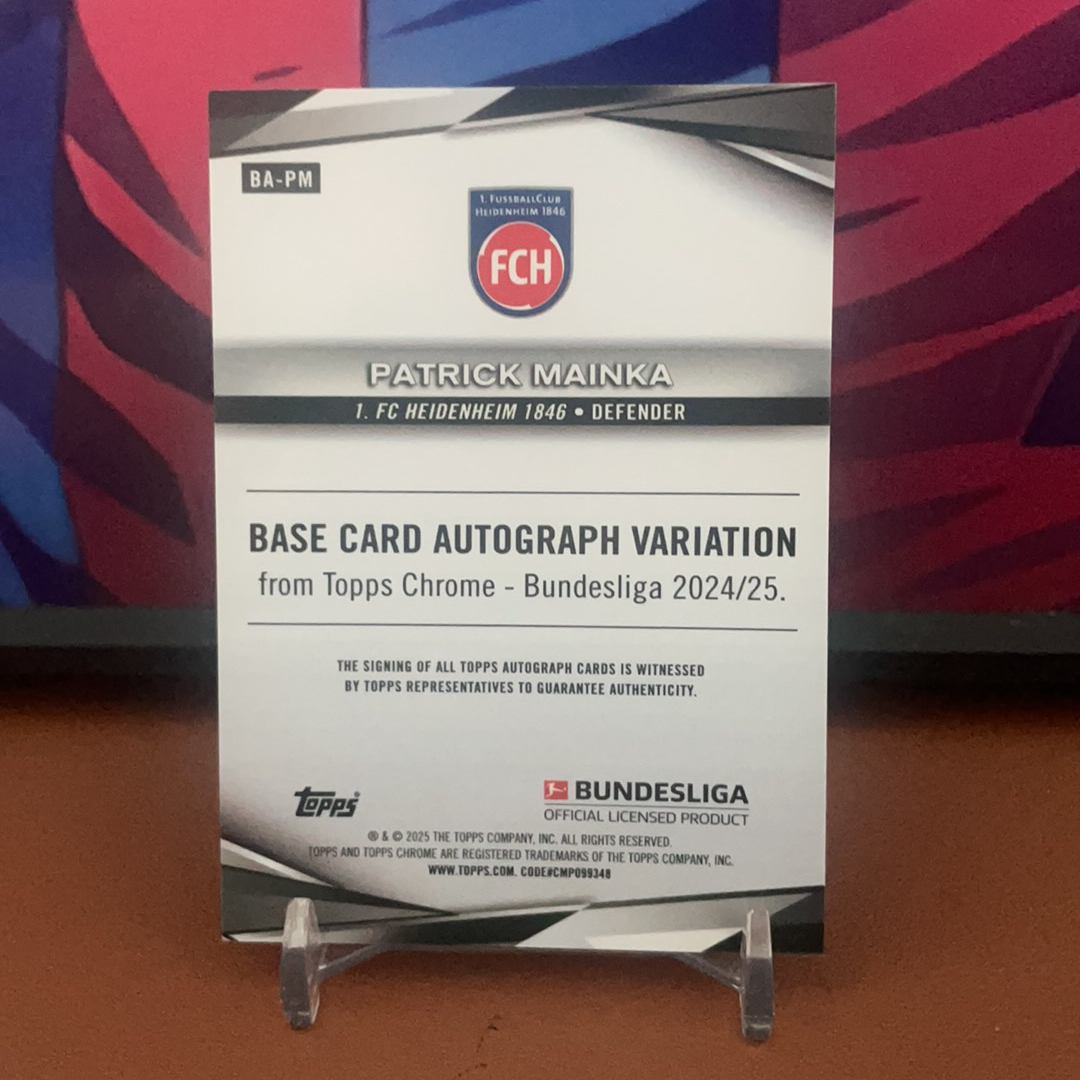 BA-PM
1. FUSSBALLCLUB
HEIDENHEIM 1846
FCH
PATRICK MAINKA
1. FC HEIDENHEIM 1846 • DEFENDER
BASE CARD AUTOGRAPH VARIATION
from Topps Chrome - Bundesliga 2024/25.
THE SIGNING OF ALL TOPPS AUTOGRAPH CARDS IS WITNESSED
BY TOPPS REPRESENTATIVES TO GUARANTEE AUTHENTICITY.
topps®
BUNDESLIGA
OFFICIAL LICENSED PRODUCT
® & © 2025 THE TOPPS COMPANY, INC. ALL RIGHTS RESERVED.
TOPPS AND TOPPS CHROME ARE REGISTERED TRADEMARKS OF THE TOPPS COMPANY, INC.
WWW.TOPPS.COM. CODE#CMP099348